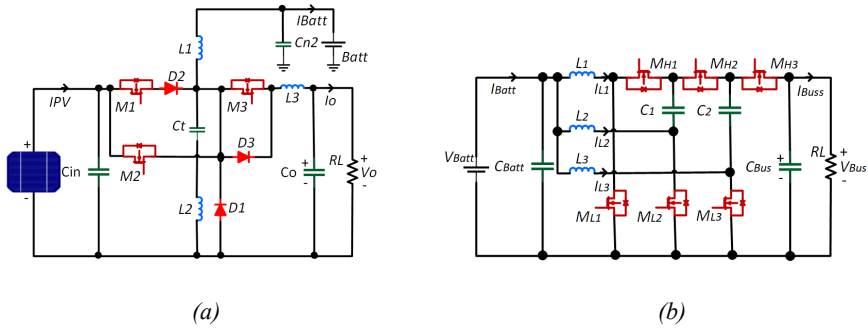 IBatt
L1
Cn2
Batt
D2
IPV
M1
M3
L3
Io
Ct
+
Cin
M2
D3
Co
+
-
RL
+
Vo
-
-
L2
D1
(a)
L1
MH1
MH2
MH3
IBatt
IL1
IBuss
C1
C2
L2
IL2
VBatt
CBatt
L3
IL3
CBus
+
-
RL
+
VBus
-
ML1
ML2
ML3
(b)